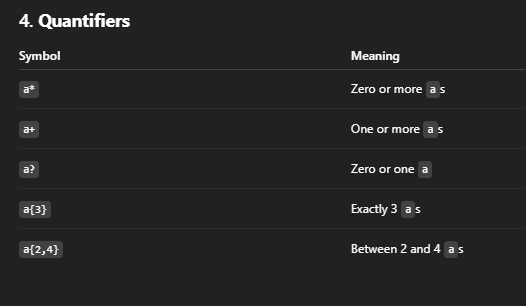 4. Quantifiers
Symbol Meaning
a* Zero or more a s
a+ One or more a s
a? Zero or one a
a{3} Exactly 3 a s
a{2,4} Between 2 and 4 a s